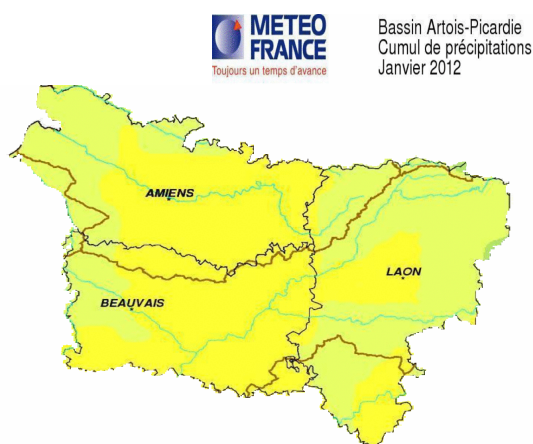 METEO
FRANCE
Toujours un temps d'avance
Bassin Artois-Picardie
Cumul de précipitations
Janvier 2012
AMIENS
LAON
BEAUVAIS